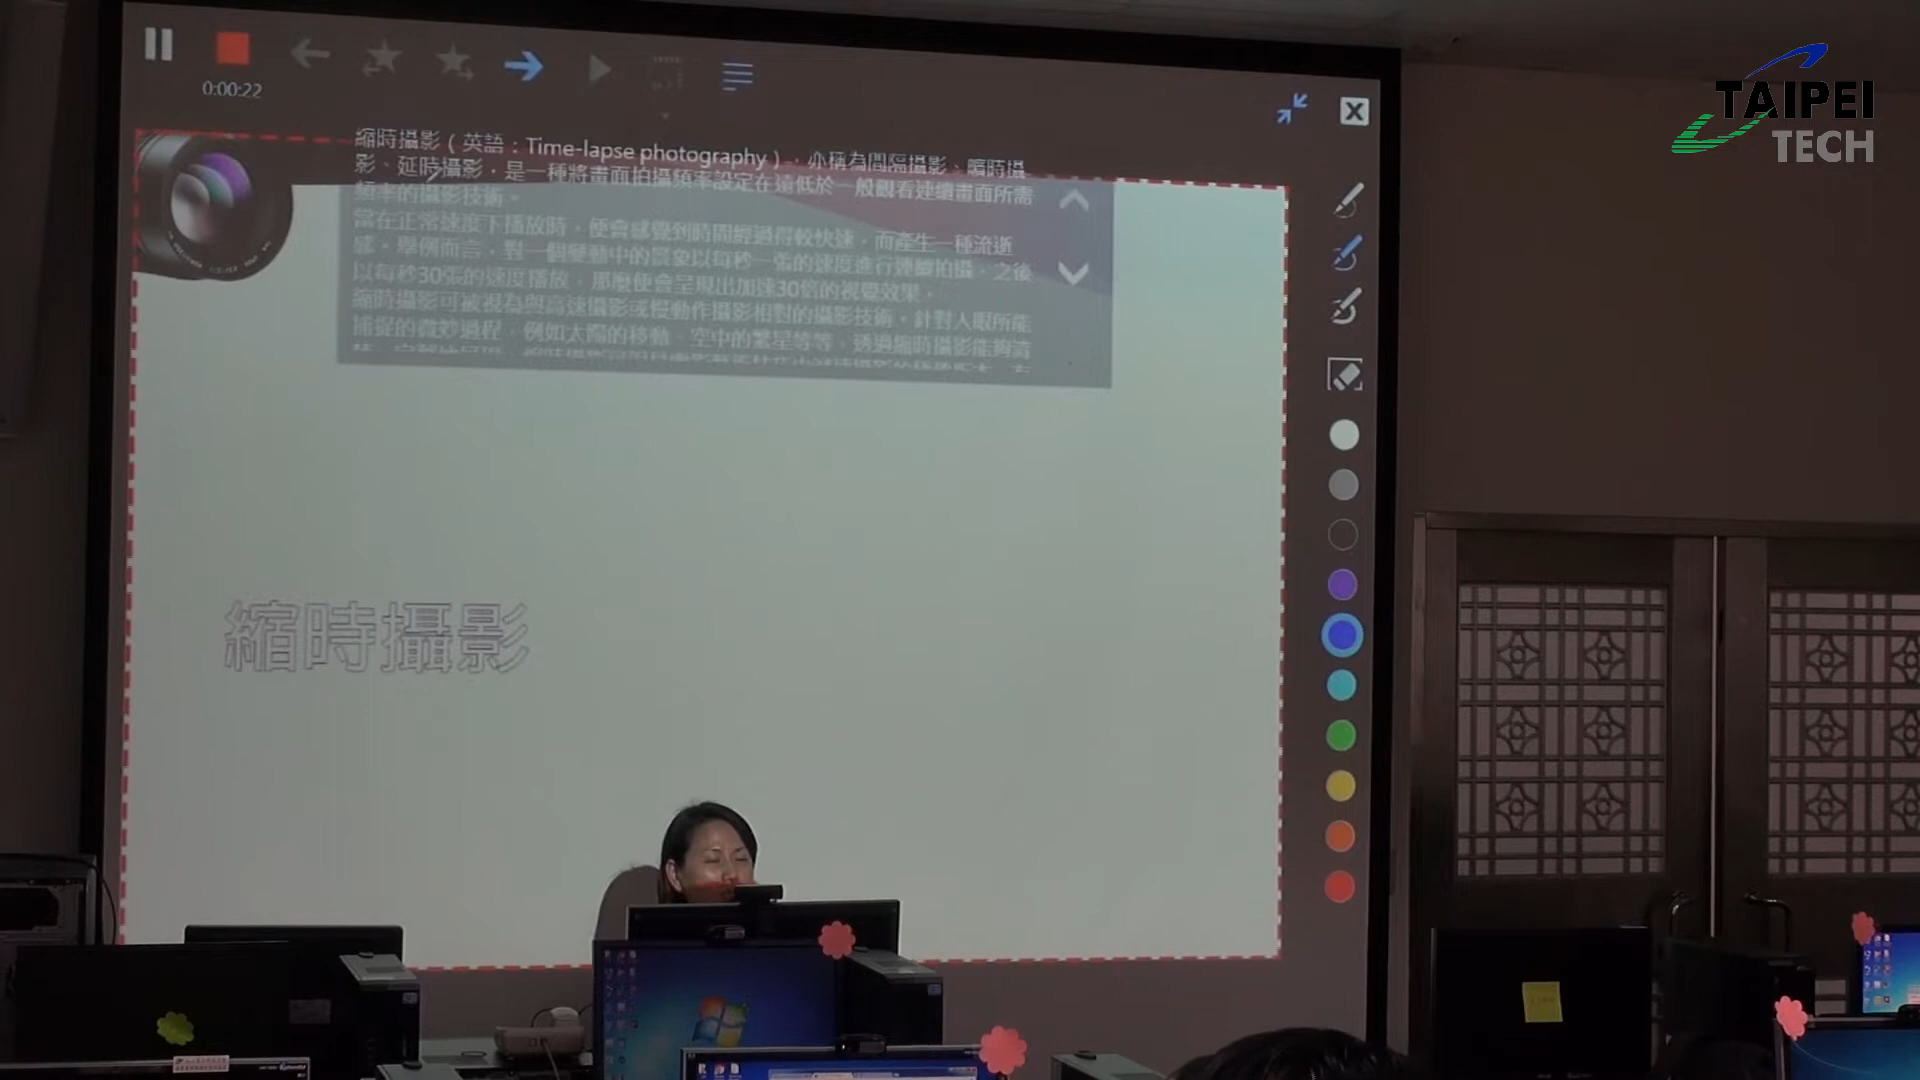 TAIPEI
TECH
0:00:22
縮時攝影（英語：Time-lapse photography），亦稱為間隔攝影、曠時攝
影、延時攝影，是一種將畫面拍攝頻率設定在遠低於一般觀看連續畫面所需
頻率的攝影技術。
當在正常速度下播放時，便會感覺到時間經過得較快速，而產生一種流逝
感。舉例而言，對一個變動中的景象以每秒一張的速度進行連續拍攝，之後
以每秒30張的速度播放，那麼便會呈現出加速30倍的視覺效果。
縮時攝影可被視為與高速攝影或慢動作攝影相對的攝影技術。針對人眼所能
捕捉的微妙過程，例如太陽的移動、空中的繁星等等，透過縮時攝影能夠清
縮時攝影